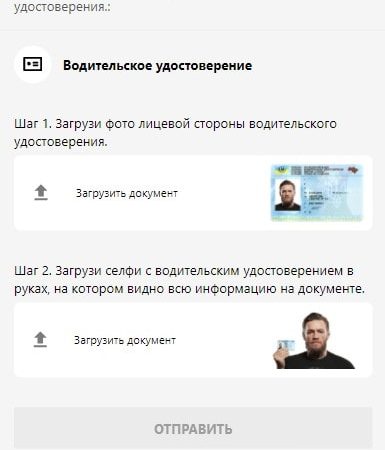 удостоверения.:
Водительское удостоверение
Шаг 1. Загрузи фото лицевой стороны водительского
удостоверения.
Загрузить документ
Шаг 2. Загрузи селфи с водительским удостоверением в
руках, на котором видно всю информацию на документе.
Загрузить документ
ОТПРАВИТЬ